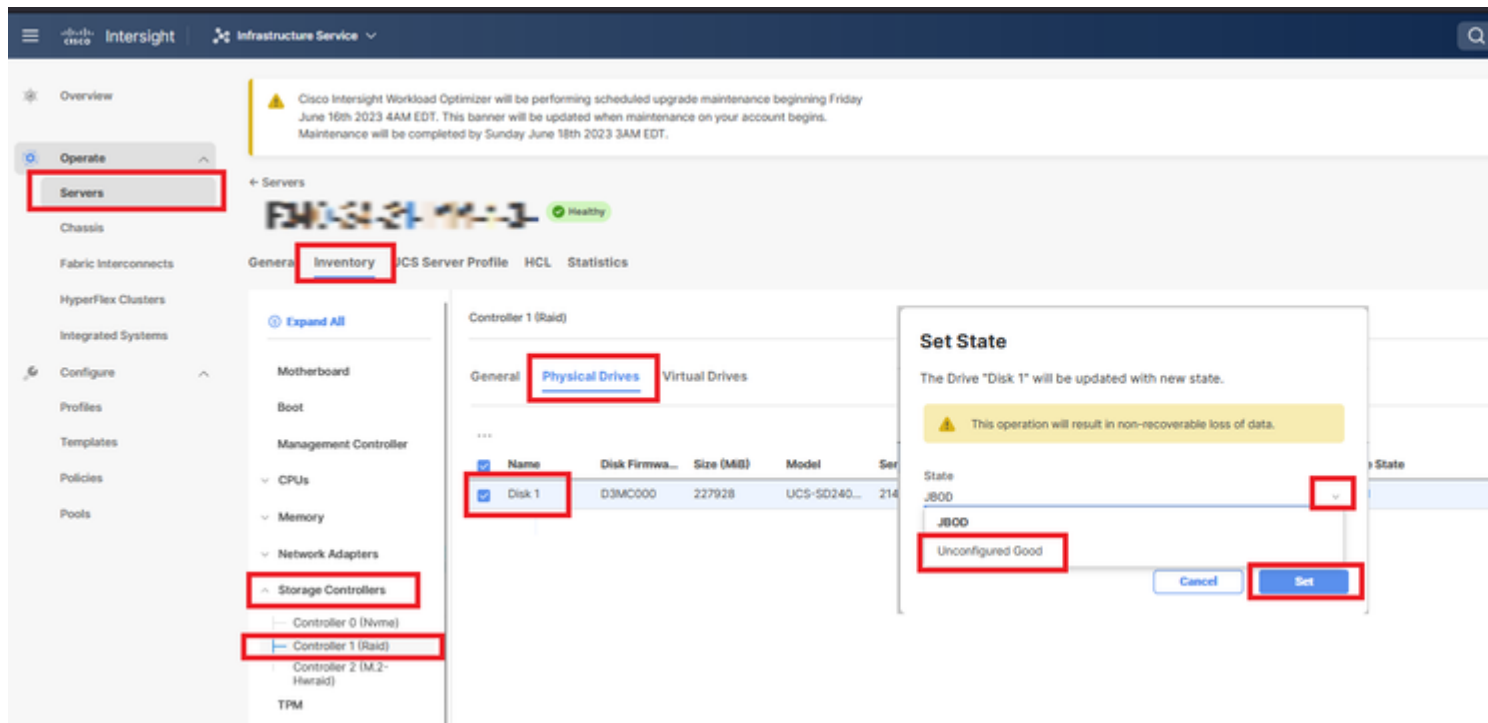 cisco Intersight
Infrastructure Service
Overview
Operate
Servers
Chassis
Fabric Interconnects
HyperFlex Clusters
Integrated Systems
Configure
Profiles
Templates
Policies
Pools
Cisco Intersight Workload Optimizer will be performing scheduled upgrade maintenance beginning Friday
June 16th 2023 4AM EDT. This banner will be updated when maintenance on your account begins.
Maintenance will be completed by Sunday June 18th 2023 3AM EDT.
← Servers
Healthy
Genera Inventory UCS Server Profile HCL Statistics
Expand All
Motherboard
Boot
Management Controller
CPUs
Memory
Network Adapters
Storage Controllers
Controller 0 (Nvme)
Controller 1 (Raid)
Controller 2 (M.2-
Hwraid)
TPM
Controller 1 (Raid)
General Physical Drives Virtual Drives
...
Name Disk Firmwa... Size (MiB) Model Ser State
Disk 1 D3MC000 227928 UCS-SD240... 214
Set State
The Drive "Disk 1" will be updated with new state.
This operation will result in non-recoverable loss of data.
State
JBOD
JBOD
Unconfigured Good
Cancel Set